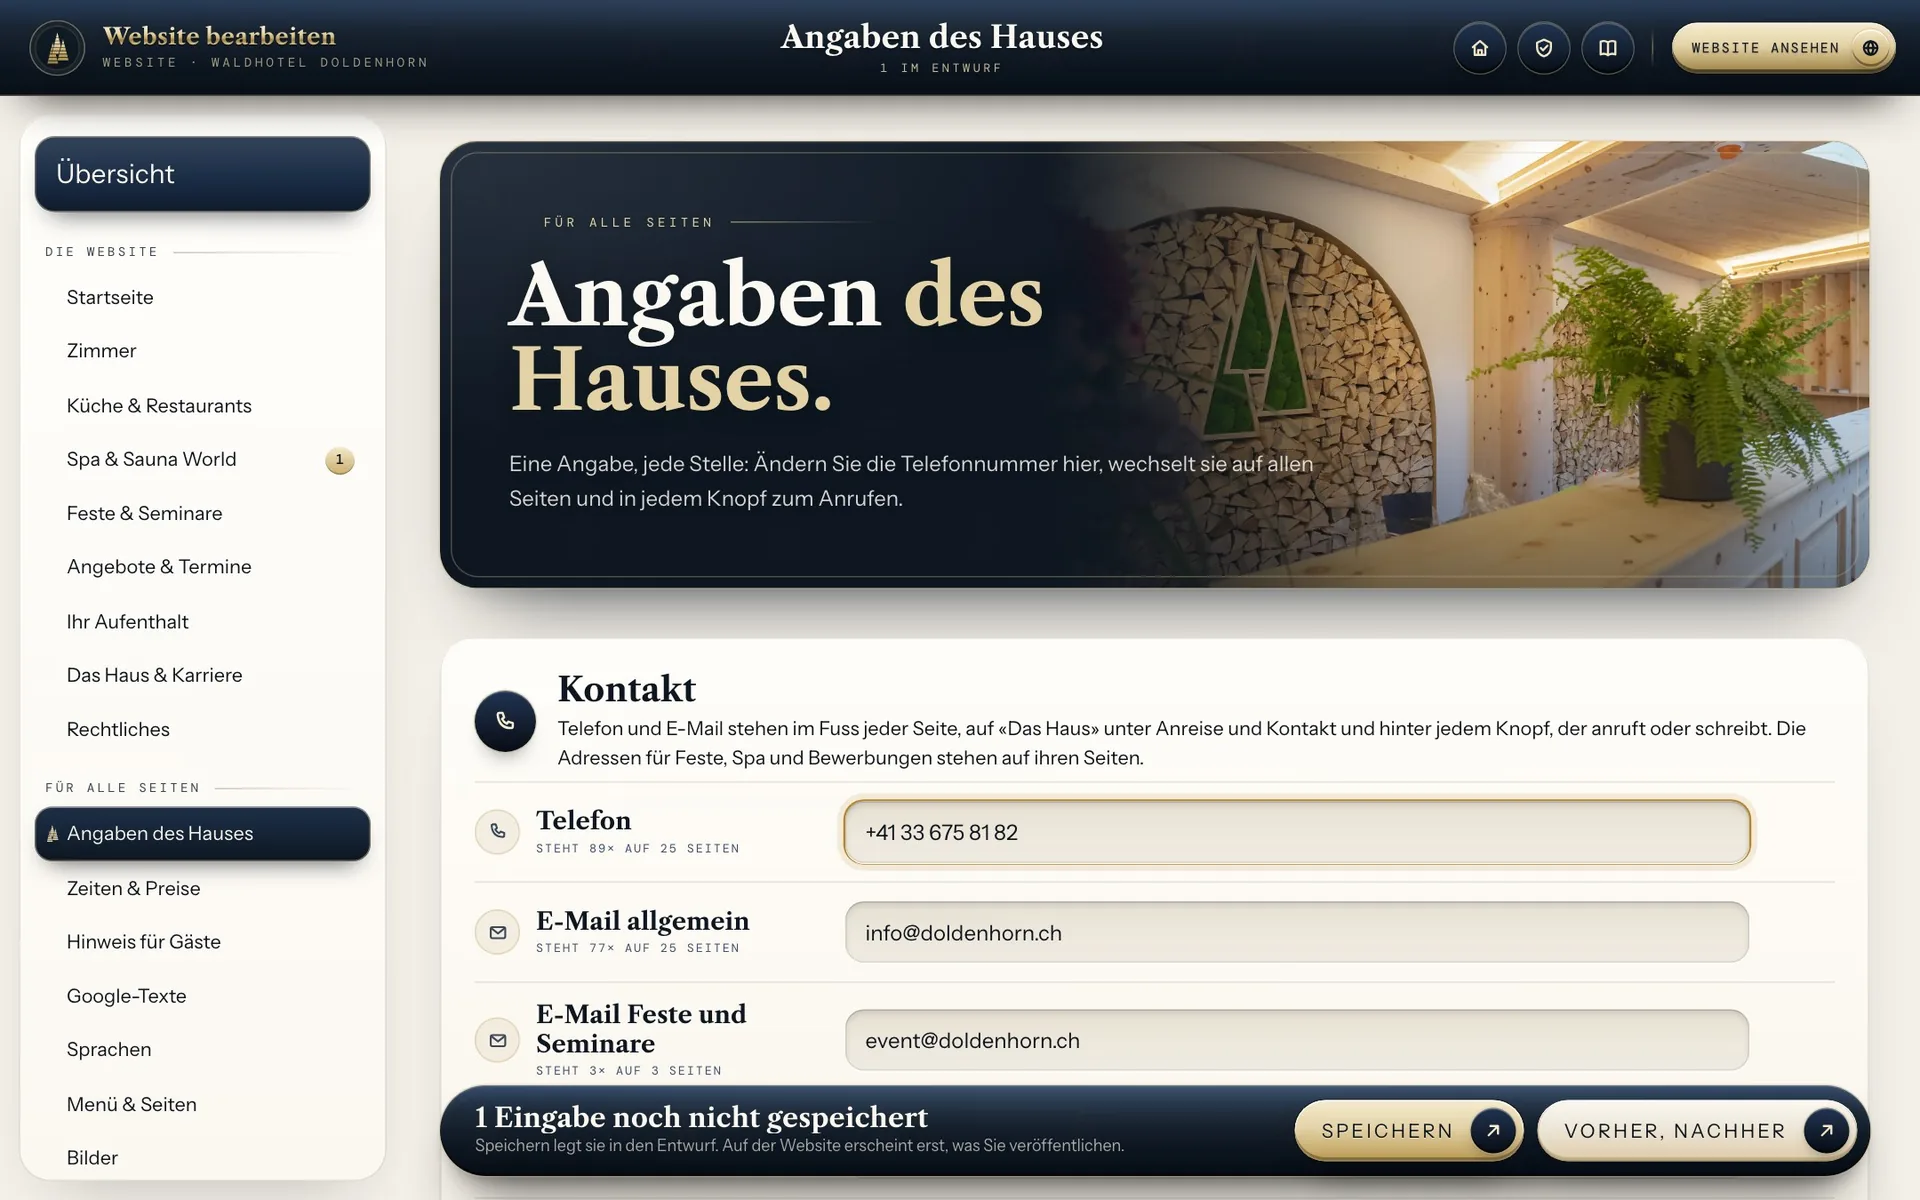 Website bearbeiten
WEBSITE · WALDHOTEL DOLDENHORN
Angaben des Hauses
1 IM ENTWURF
WEBSITE ANSEHEN
Übersicht
DIE WEBSITE
Startseite
Zimmer
Küche & Restaurants
Spa & Sauna World
1
Feste & Seminare
Angebote & Termine
Ihr Aufenthalt
Das Haus & Karriere
Rechtliches
FÜR ALLE SEITEN
Angaben des Hauses
Zeiten & Preise
Hinweis für Gäste
Google-Texte
Sprachen
Menü & Seiten
Bilder
FÜR ALLE SEITEN
Angaben des
Hauses.
Eine Angabe, jede Stelle: Ändern Sie die Telefonnummer hier, wechselt sie auf allen
Seiten und in jedem Knopf zum Anrufen.
Kontakt
Telefon und E-Mail stehen im Fuss jeder Seite, auf «Das Haus» unter Anreise und Kontakt und hinter jedem Knopf, der anruft oder schreibt. Die
Adressen für Feste, Spa und Bewerbungen stehen auf ihren Seiten.
Telefon
STEHT 89× AUF 25 SEITEN
+41 33 675 81 82
E-Mail allgemein
STEHT 77× AUF 25 SEITEN
info@doldenhorn.ch
E-Mail Feste und
Seminare
STEHT 3× AUF 3 SEITEN
event@doldenhorn.ch
1 Eingabe noch nicht gespeichert
Speichern legt sie in den Entwurf. Auf der Website erscheint erst, was Sie veröffentlichen.
SPEICHERN
VORHER, NACHHER